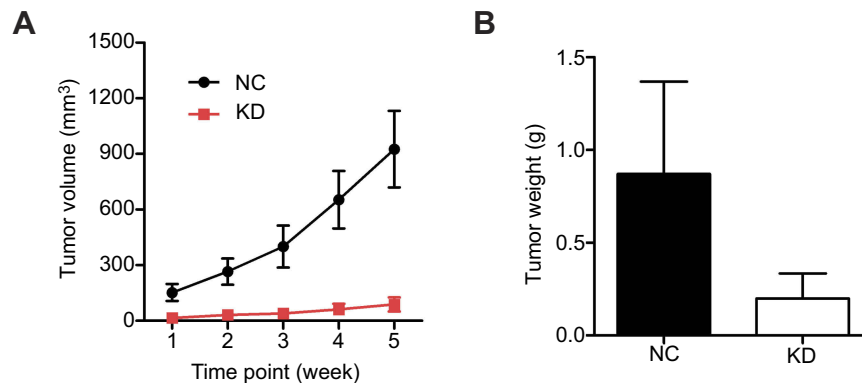 A
Tumor volume (mm³)
1500
1200
900
600
300
0
NC
KD
1 2 3 4 5
Time point (week)
B
Tumor weight (g)
1.5
1.0
0.5
0.0
NC KD